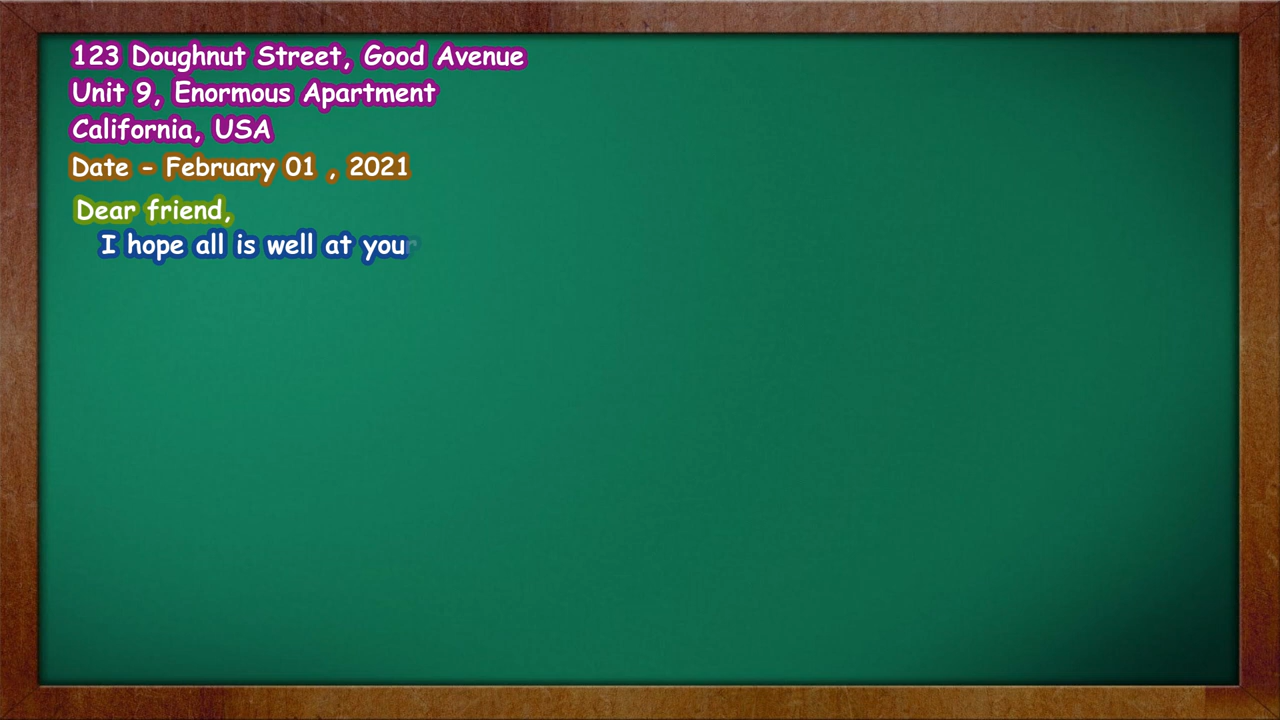 123 Doughnut Street, Good Avenue
Unit 9, Enormous Apartment
California, USA
Date - February 01 , 2021
Dear friend,
I hope all is well at your